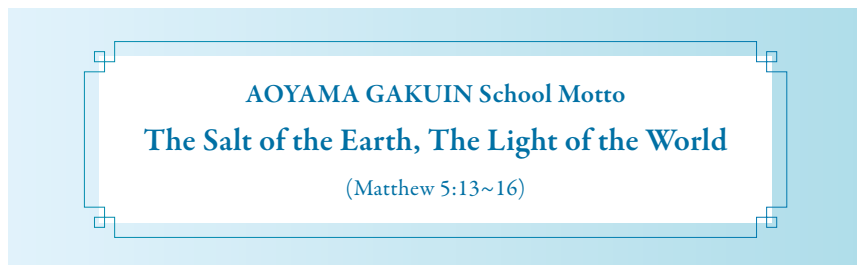 AOYAMA GAKUIN School Motto
The Salt of the Earth, The Light of the World
(Matthew 5:13~16)